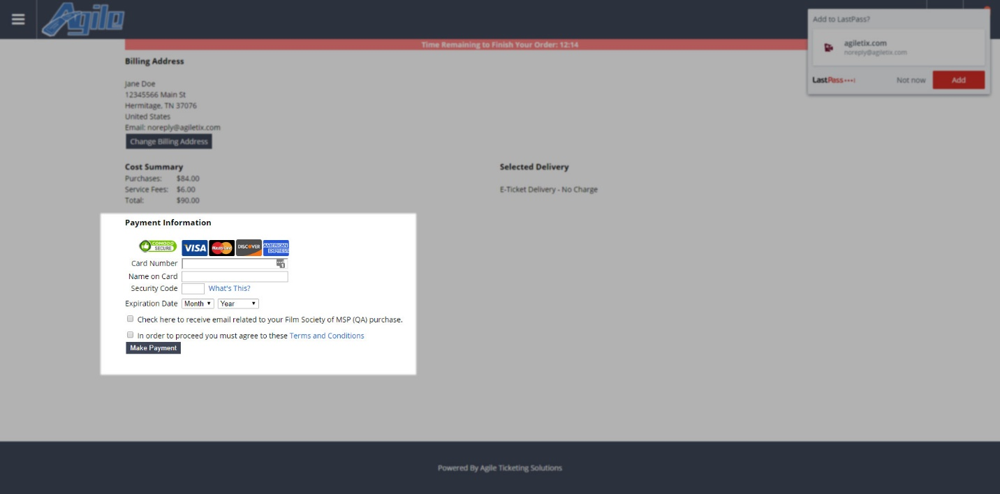 Agile
Time Remaining to Finish Your Order: 12:14
Add to LastPass?
agiletix.com
noreply@agiletix.com
LastPass
Not now
Add
Billing Address
Jane Doe
12345566 Main St
Hermitage, TN 37076
United States
Email: noreply@agiletix.com
Change Billing Address
Cost Summary
Purchases: $84.00
Service Fees: $6.00
Total: $90.00
Selected Delivery
E-Ticket Delivery - No Charge
Payment Information
COMODO SECURE VISA MasterCard DISCOVER AMERICAN EXPRESS
Card Number
Name on Card
Security Code What's This?
Expiration Date Month Year
Check here to receive email related to your Film Society of MSP (QA) purchase.
In order to proceed you must agree to these Terms and Conditions
Make Payment
Powered By Agile Ticketing Solutions